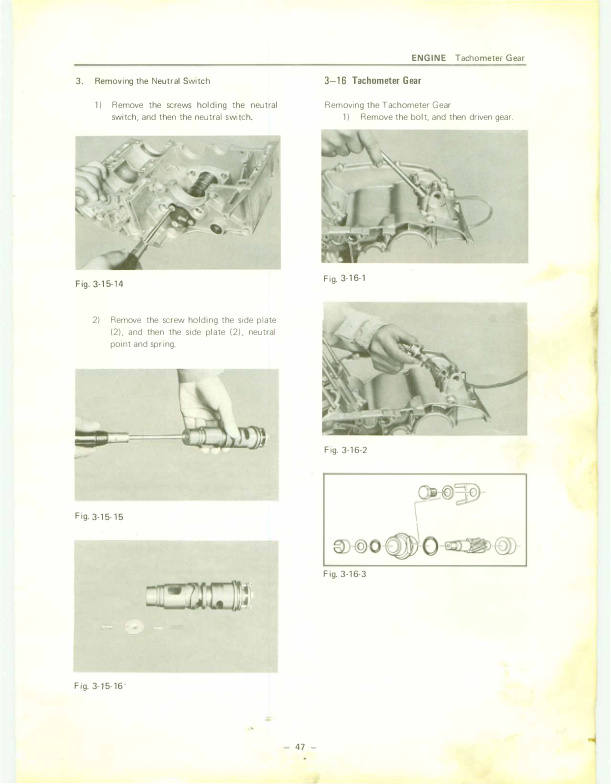 ENGINE Tachometer Gear
3. Removing the Neutral Switch
1) Remove the screws holding the neutral
switch, and then the neutral switch.
Fig. 3-15-14
2) Remove the screw holding the side plate
(2), and then the side plate (2), neutral
point and spring.
Fig. 3-15-15
Fig. 3-15-16
3–16 Tachometer Gear
Removing the Tachometer Gear
1) Remove the bolt, and then driven gear.
Fig. 3-16-1
Fig. 3-16-2
Fig. 3-16-3
– 47 –